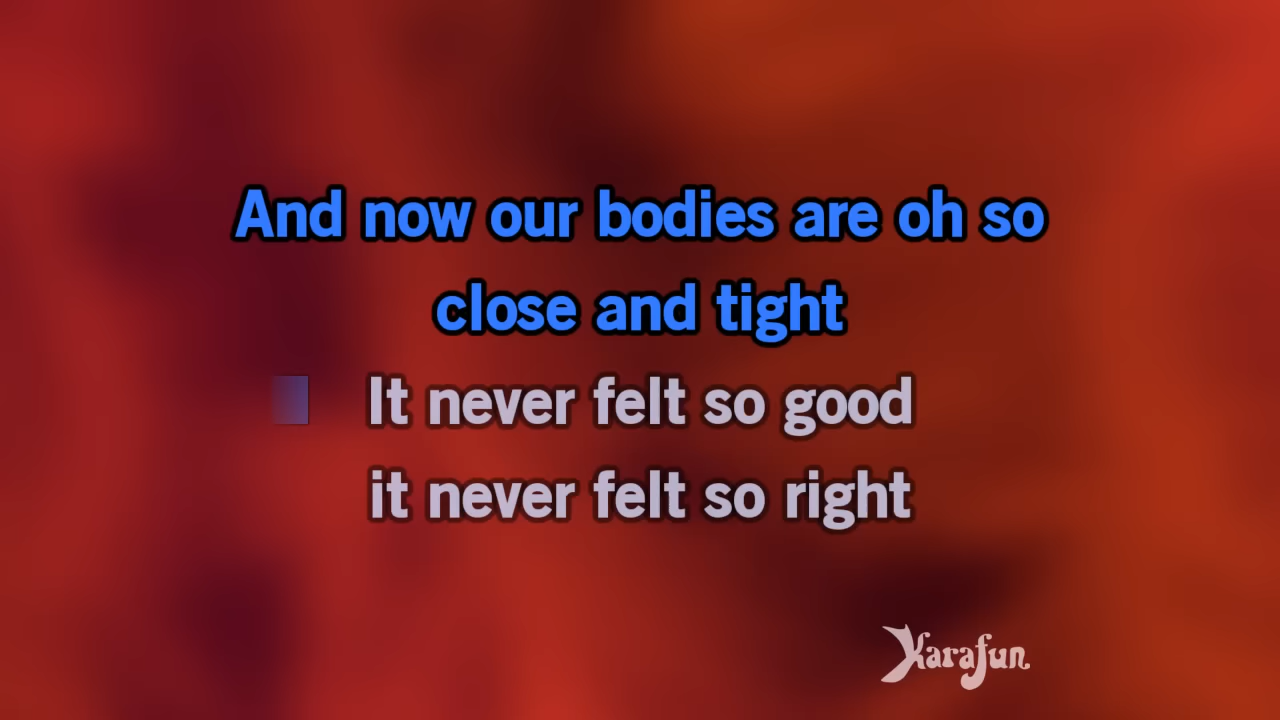 And now our bodies are oh so
close and tight
It never felt so good
it never felt so right
Karafun